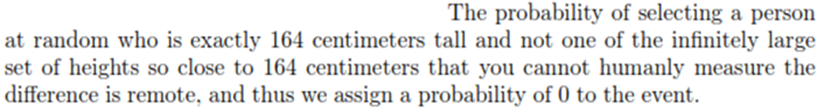 The probability of selecting a person
at random who is exactly 164 centimeters tall and not one of the infinitely large
set of heights so close to 164 centimeters that you cannot humanly measure the
difference is remote, and thus we assign a probability of 0 to the event.